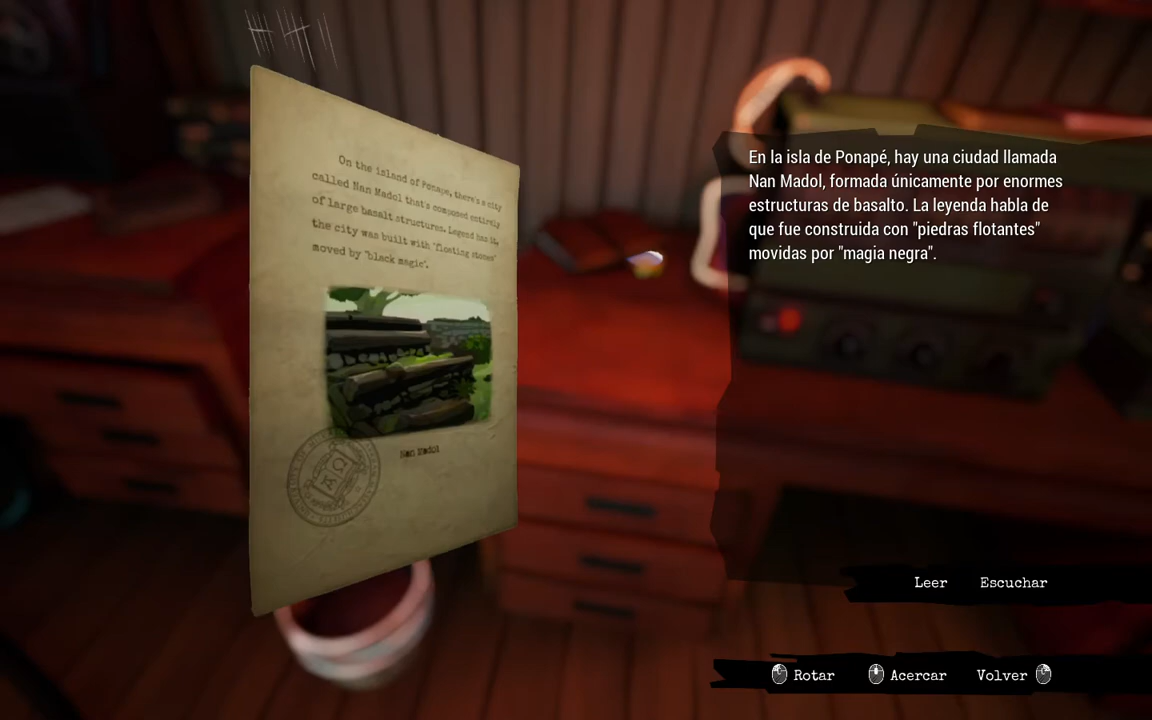 On the island of Ponape, there's a city
called Nan Madol that's composed entirely
of large basalt structures. Legend has it,
the city was built with "floating stones"
moved by "black magic".
Nan Madol
En la isla de Ponapé, hay una ciudad llamada
Nan Madol, formada únicamente por enormes
estructuras de basalto. La leyenda habla de
que fue construida con "piedras flotantes"
movidas por "magia negra".
Leer Escuchar
Rotar Acercar Volver